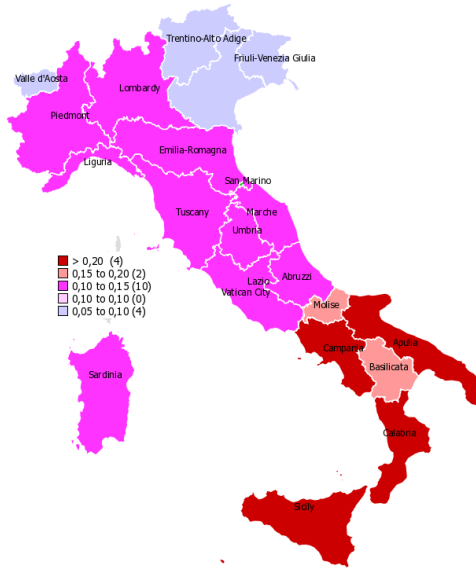 Trentino-Alto Adige
Friuli-Venezia Giulia
Valle d'Aosta
Lombardy
Piedmont
Emilia-Romagna
Liguria
San Marino
Tuscany
Marche
Umbria
> 0,20 (4)
0,15 to 0,20 (2)
0,10 to 0,15 (10)
0,10 to 0,10 (0)
0,05 to 0,10 (4)
Abruzzi
Lazio
Vatican City
Molise
Campania
Apulia
Basilicata
Sardinia
Calabria
Sicily